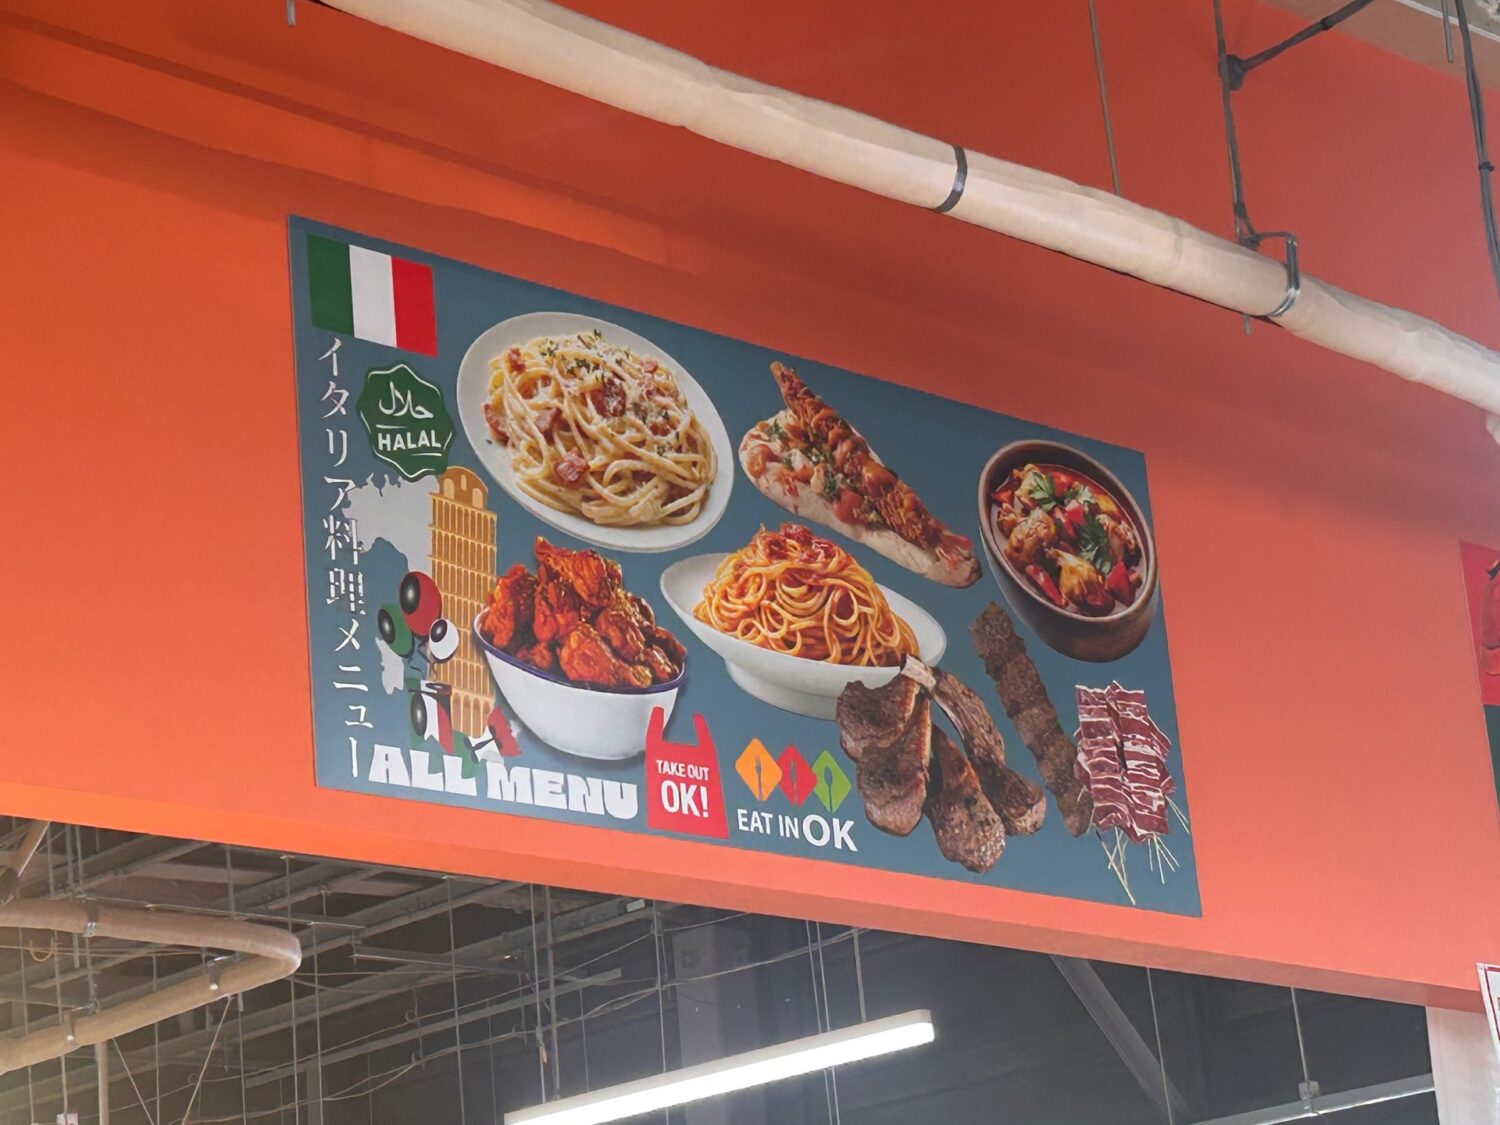 イタリア料理メニュー
حلال
HALAL
ALL MENU
TAKE OUT
OK!
EAT IN OK